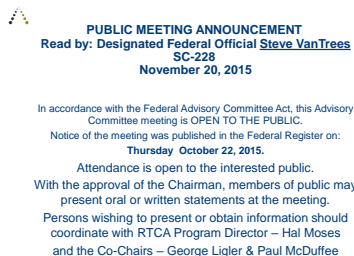 PUBLIC MEETING ANNOUNCEMENT
Read by: Designated Federal Official Steve VanTrees
SC-228
November 20, 2015
In accordance with the Federal Advisory Committee Act, this Advisory
Committee meeting is OPEN TO THE PUBLIC.
Notice of the meeting was published in the Federal Register on:
Thursday October 22, 2015.
Attendance is open to the interested public.
With the approval of the Chairman, members of public may
present oral or written statements at the meeting.
Persons wishing to present or obtain information should
coordinate with RTCA Program Director – Hal Moses
and the Co-Chairs – George Ligler & Paul McDuffee